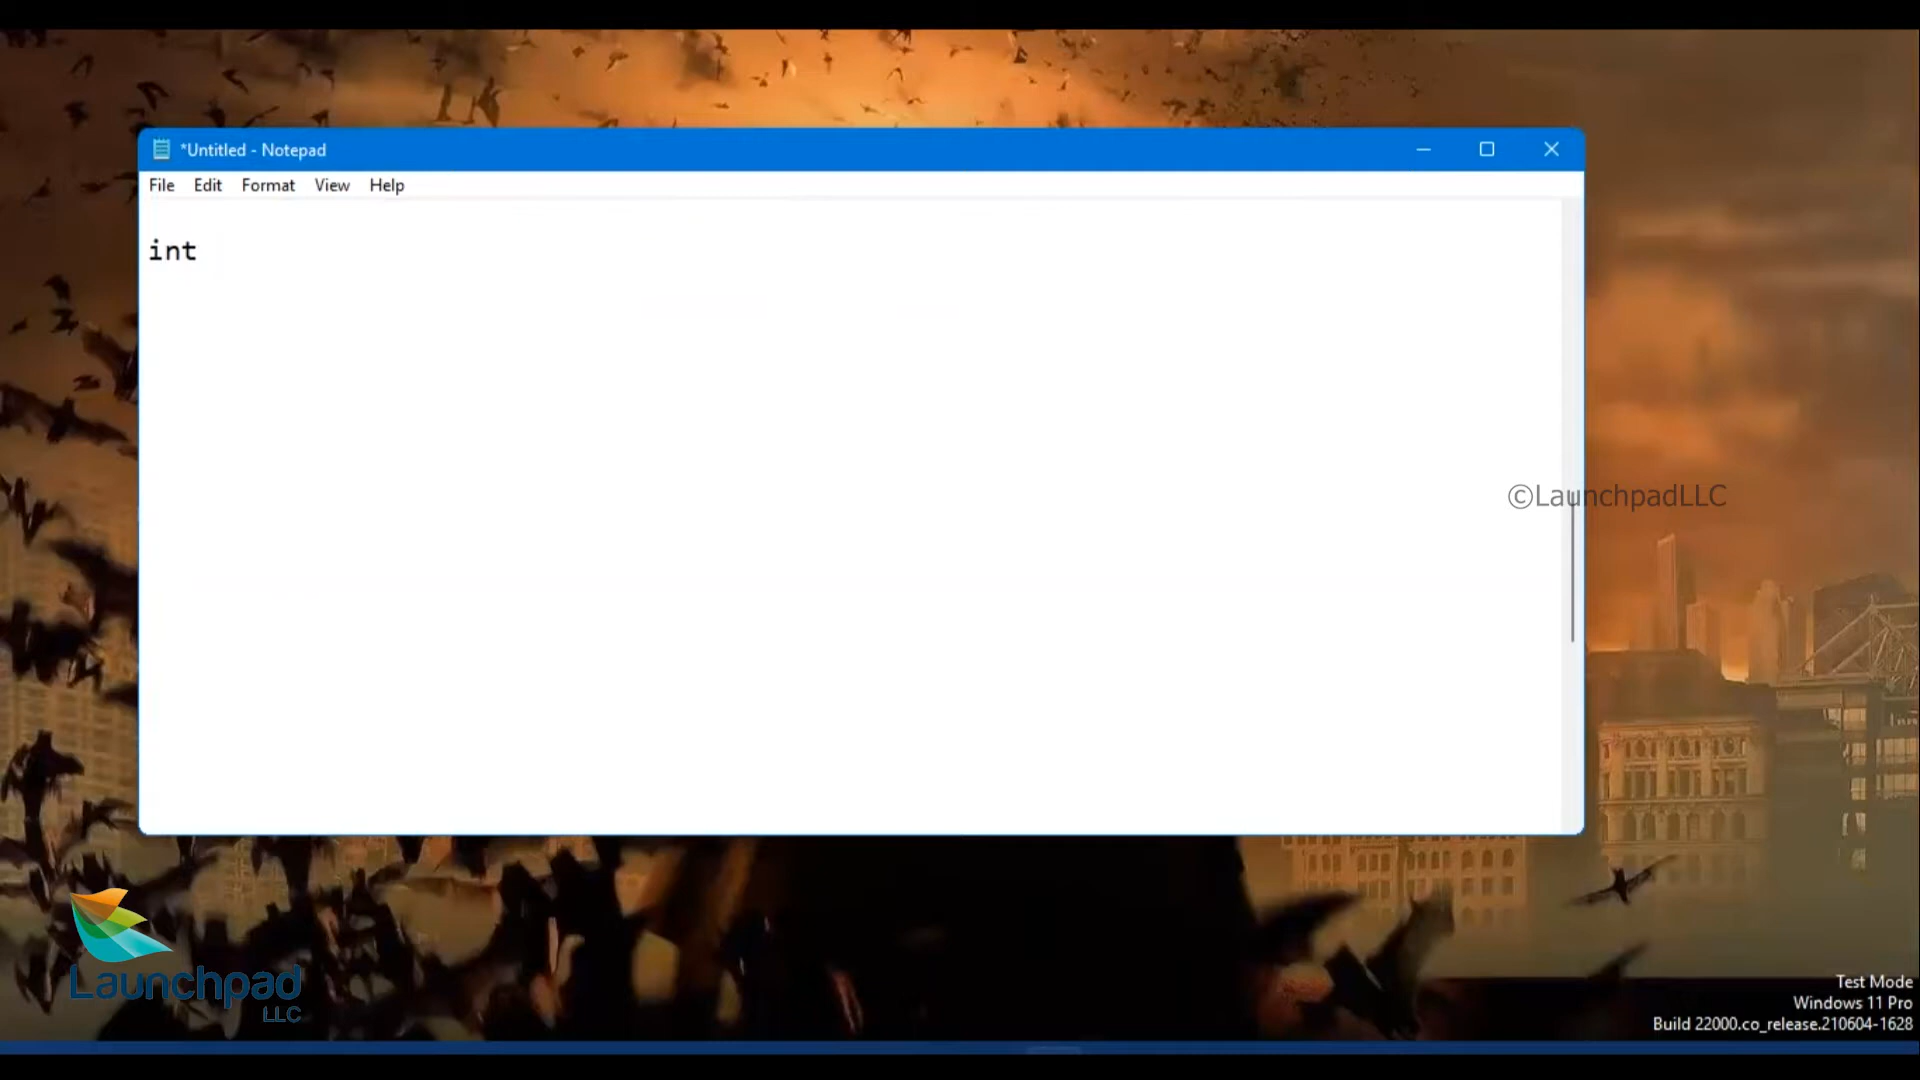 *Untitled - Notepad
File Edit Format View Help
int
©LaunchpadLLC
Launchpad
LLC
Test Mode
Windows 11 Pro
Build 22000.co_release.210604-1628